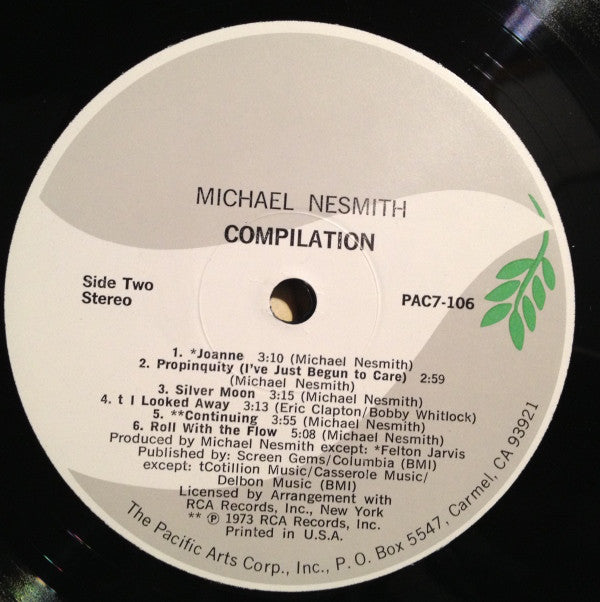 MICHAEL NESMITH
COMPILATION
Side Two
Stereo
PAC7-106
1. *Joanne 3:10 (Michael Nesmith)
2. Propinquity (I've Just Begun to Care) 2:59
(Michael Nesmith)
3. Silver Moon 3:15 (Michael Nesmith)
4. t I Looked Away 3:13 (Eric Clapton/Bobby Whitlock)
5. **Continuing 3:55 (Michael Nesmith)
6. Roll With the Flow 5:08 (Michael Nesmith)
Produced by Michael Nesmith except: *Felton Jarvis
Published by: Screen Gems/Columbia (BMI)
except: tCotillion Music/Casserole Music/
Delbon Music (BMI)
Licensed by Arrangement with
RCA Records, Inc., New York
** ℗ 1973 RCA Records, Inc.
Printed in U.S.A.
The Pacific Arts Corp., Inc., P. O. Box 5547, Carmel, CA 93921